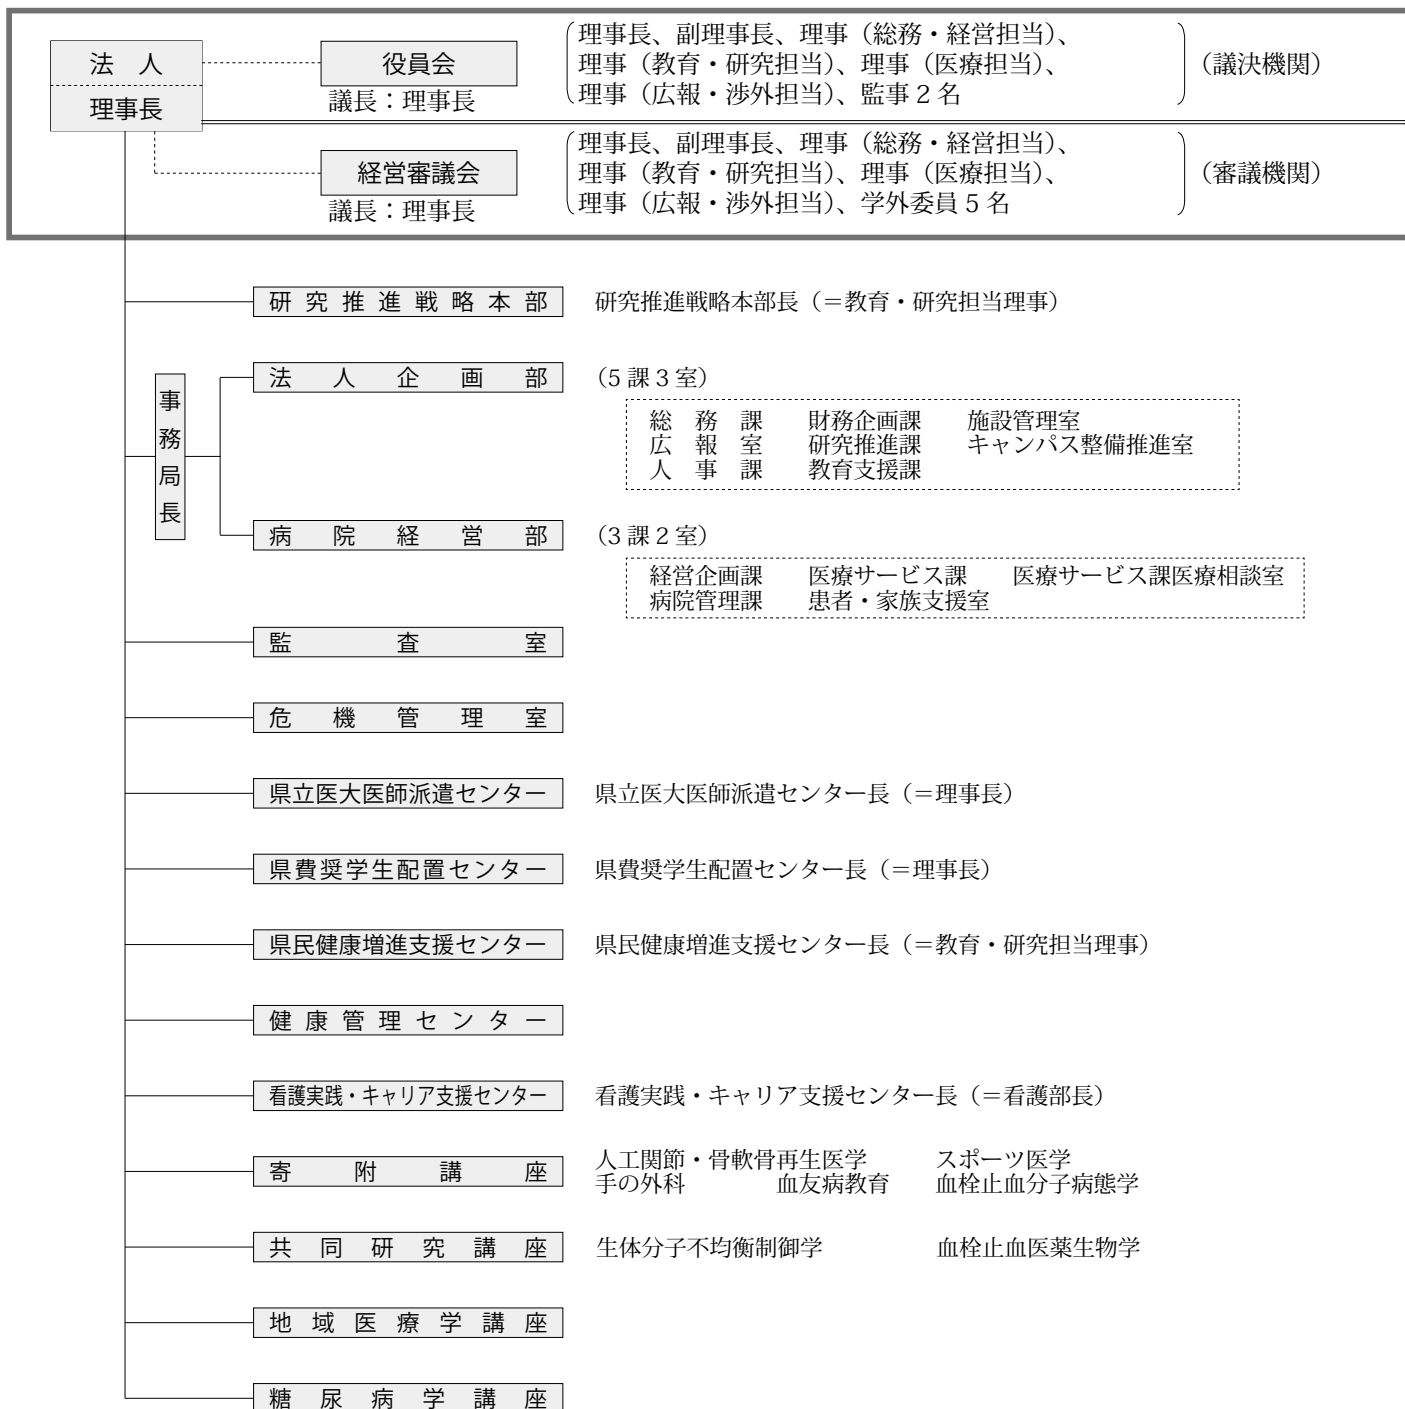 法　人
理事長
役員会
議長：理事長
理事長、副理事長、理事（総務・経営担当）、
理事（教育・研究担当）、理事（医療担当）、
理事（広報・渉外担当）、監事 2 名
（議決機関）
経営審議会
議長：理事長
理事長、副理事長、理事（総務・経営担当）、
理事（教育・研究担当）、理事（医療担当）、
理事（広報・渉外担当）、学外委員 5 名
（審議機関）
研究推進戦略本部　研究推進戦略本部長（＝教育・研究担当理事）
事務局長
法人企画部　（5 課 3 室）
総務課　財務企画課　施設管理室
広報室　研究推進課　キャンパス整備推進室
人事課　教育支援課
病院経営部　（3 課 2 室）
経営企画課　医療サービス課　医療サービス課医療相談室
病院管理課　患者・家族支援室
監査室
危機管理室
県立医大医師派遣センター　県立医大医師派遣センター長（＝理事長）
県費奨学生配置センター　県費奨学生配置センター長（＝理事長）
県民健康増進支援センター　県民健康増進支援センター長（＝教育・研究担当理事）
健康管理センター
看護実践・キャリア支援センター　看護実践・キャリア支援センター長（＝看護部長）
寄附講座
人工関節・骨軟骨再生医学　スポーツ医学
手の外科　血友病教育　血栓止血分子病態学
共同研究講座　生体分子不均衡制御学　血栓止血医薬生物学
地域医療学講座
糖尿病学講座